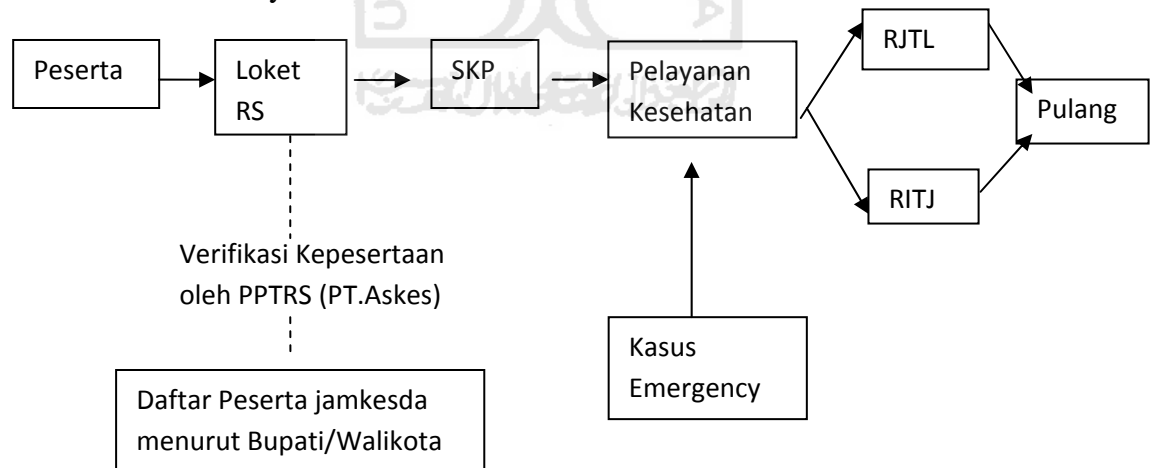 Peserta
Loket
RS
SKP
Pelayanan
Kesehatan
RJTL
Pulang
RITJ
Verifikasi Kepesertaan
oleh PPTRS (PT.Askes)
Kasus
Emergency
Daftar Peserta jamkesda
menurut Bupati/Walikota